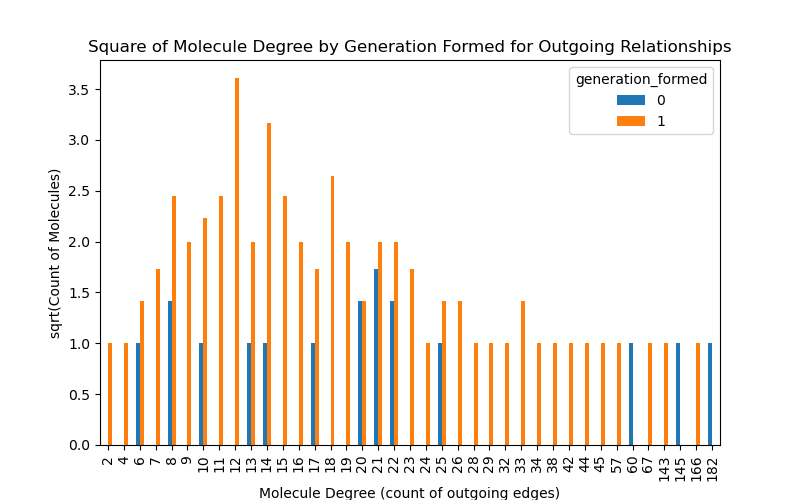 Square of Molecule Degree by Generation Formed for Outgoing Relationships
generation_formed
0
1
sqrt(Count of Molecules)
3.5
3.0
2.5
2.0
1.5
1.0
0.5
0.0
2 4 6 7 8 9 10 11 12 13 14 15 16 17 18 19 20 21 22 23 24 25 26 28 29 32 33 34 38 42 44 45 57 60 67 143 145 166 182
Molecule Degree (count of outgoing edges)